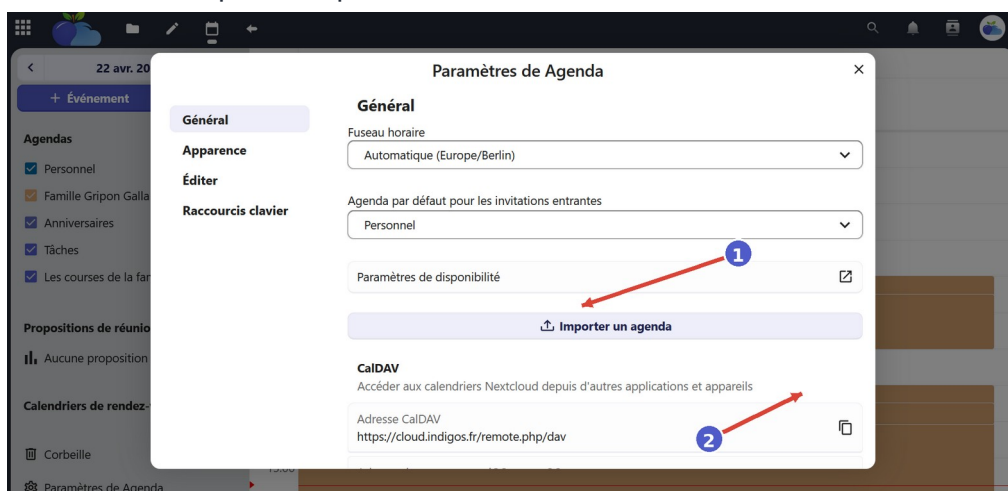 22 avr. 20
+ Événement
Agendas
Personnel
Famille Gripon Galla
Anniversaires
Tâches
Les courses de la fam
Propositions de réunio
Aucune proposition
Calendriers de rendez-
Corbeille
Paramètres de Agenda
Paramètres de Agenda
Général
Apparence
Éditer
Raccourcis clavier
Général
Fuseau horaire
Automatique (Europe/Berlin)
Agenda par défaut pour les invitations entrantes
Personnel
1
Paramètres de disponibilité
Importer un agenda
CalDAV
Accéder aux calendriers Nextcloud depuis d'autres applications et appareils
Adresse CalDAV
https://cloud.indigos.fr/remote.php/dav
2